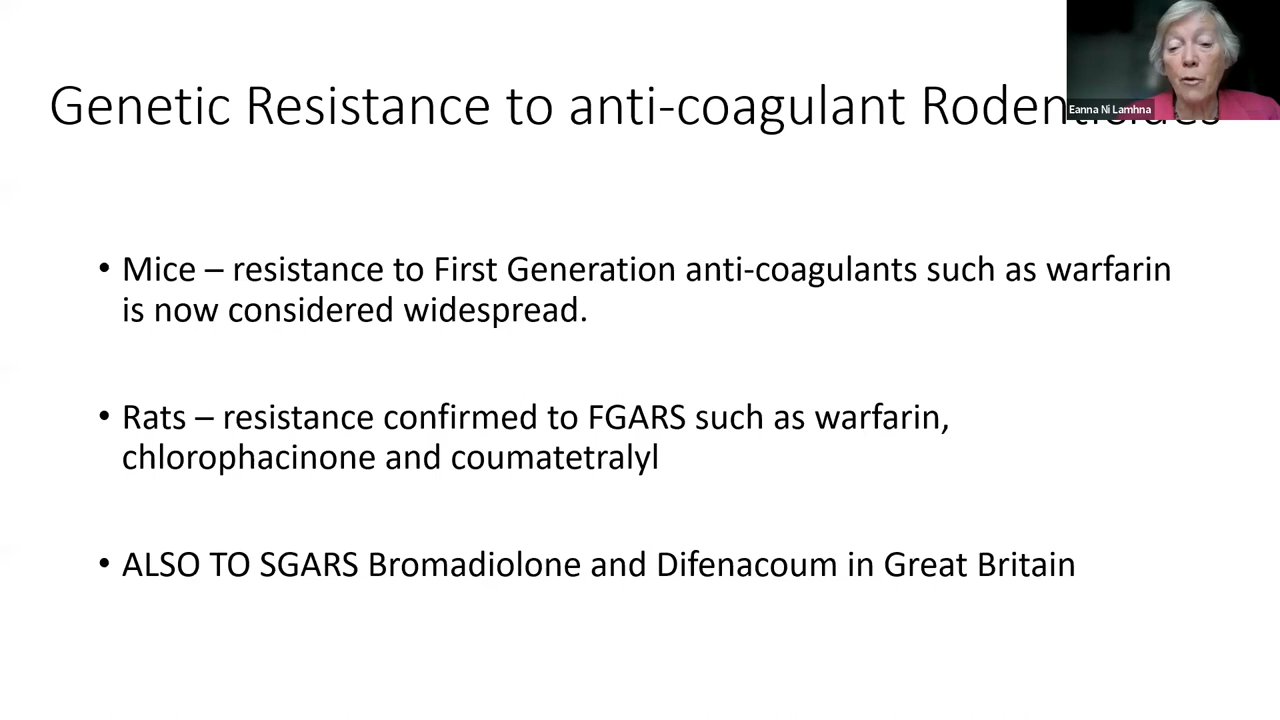 Genetic Resistance to anti-coagulant Rodenticides
Eanna Ni Lamhna
• Mice – resistance to First Generation anti-coagulants such as warfarin
is now considered widespread.
• Rats – resistance confirmed to FGARS such as warfarin,
chlorophacinone and coumatetralyl
• ALSO TO SGARS Bromadiolone and Difenacoum in Great Britain